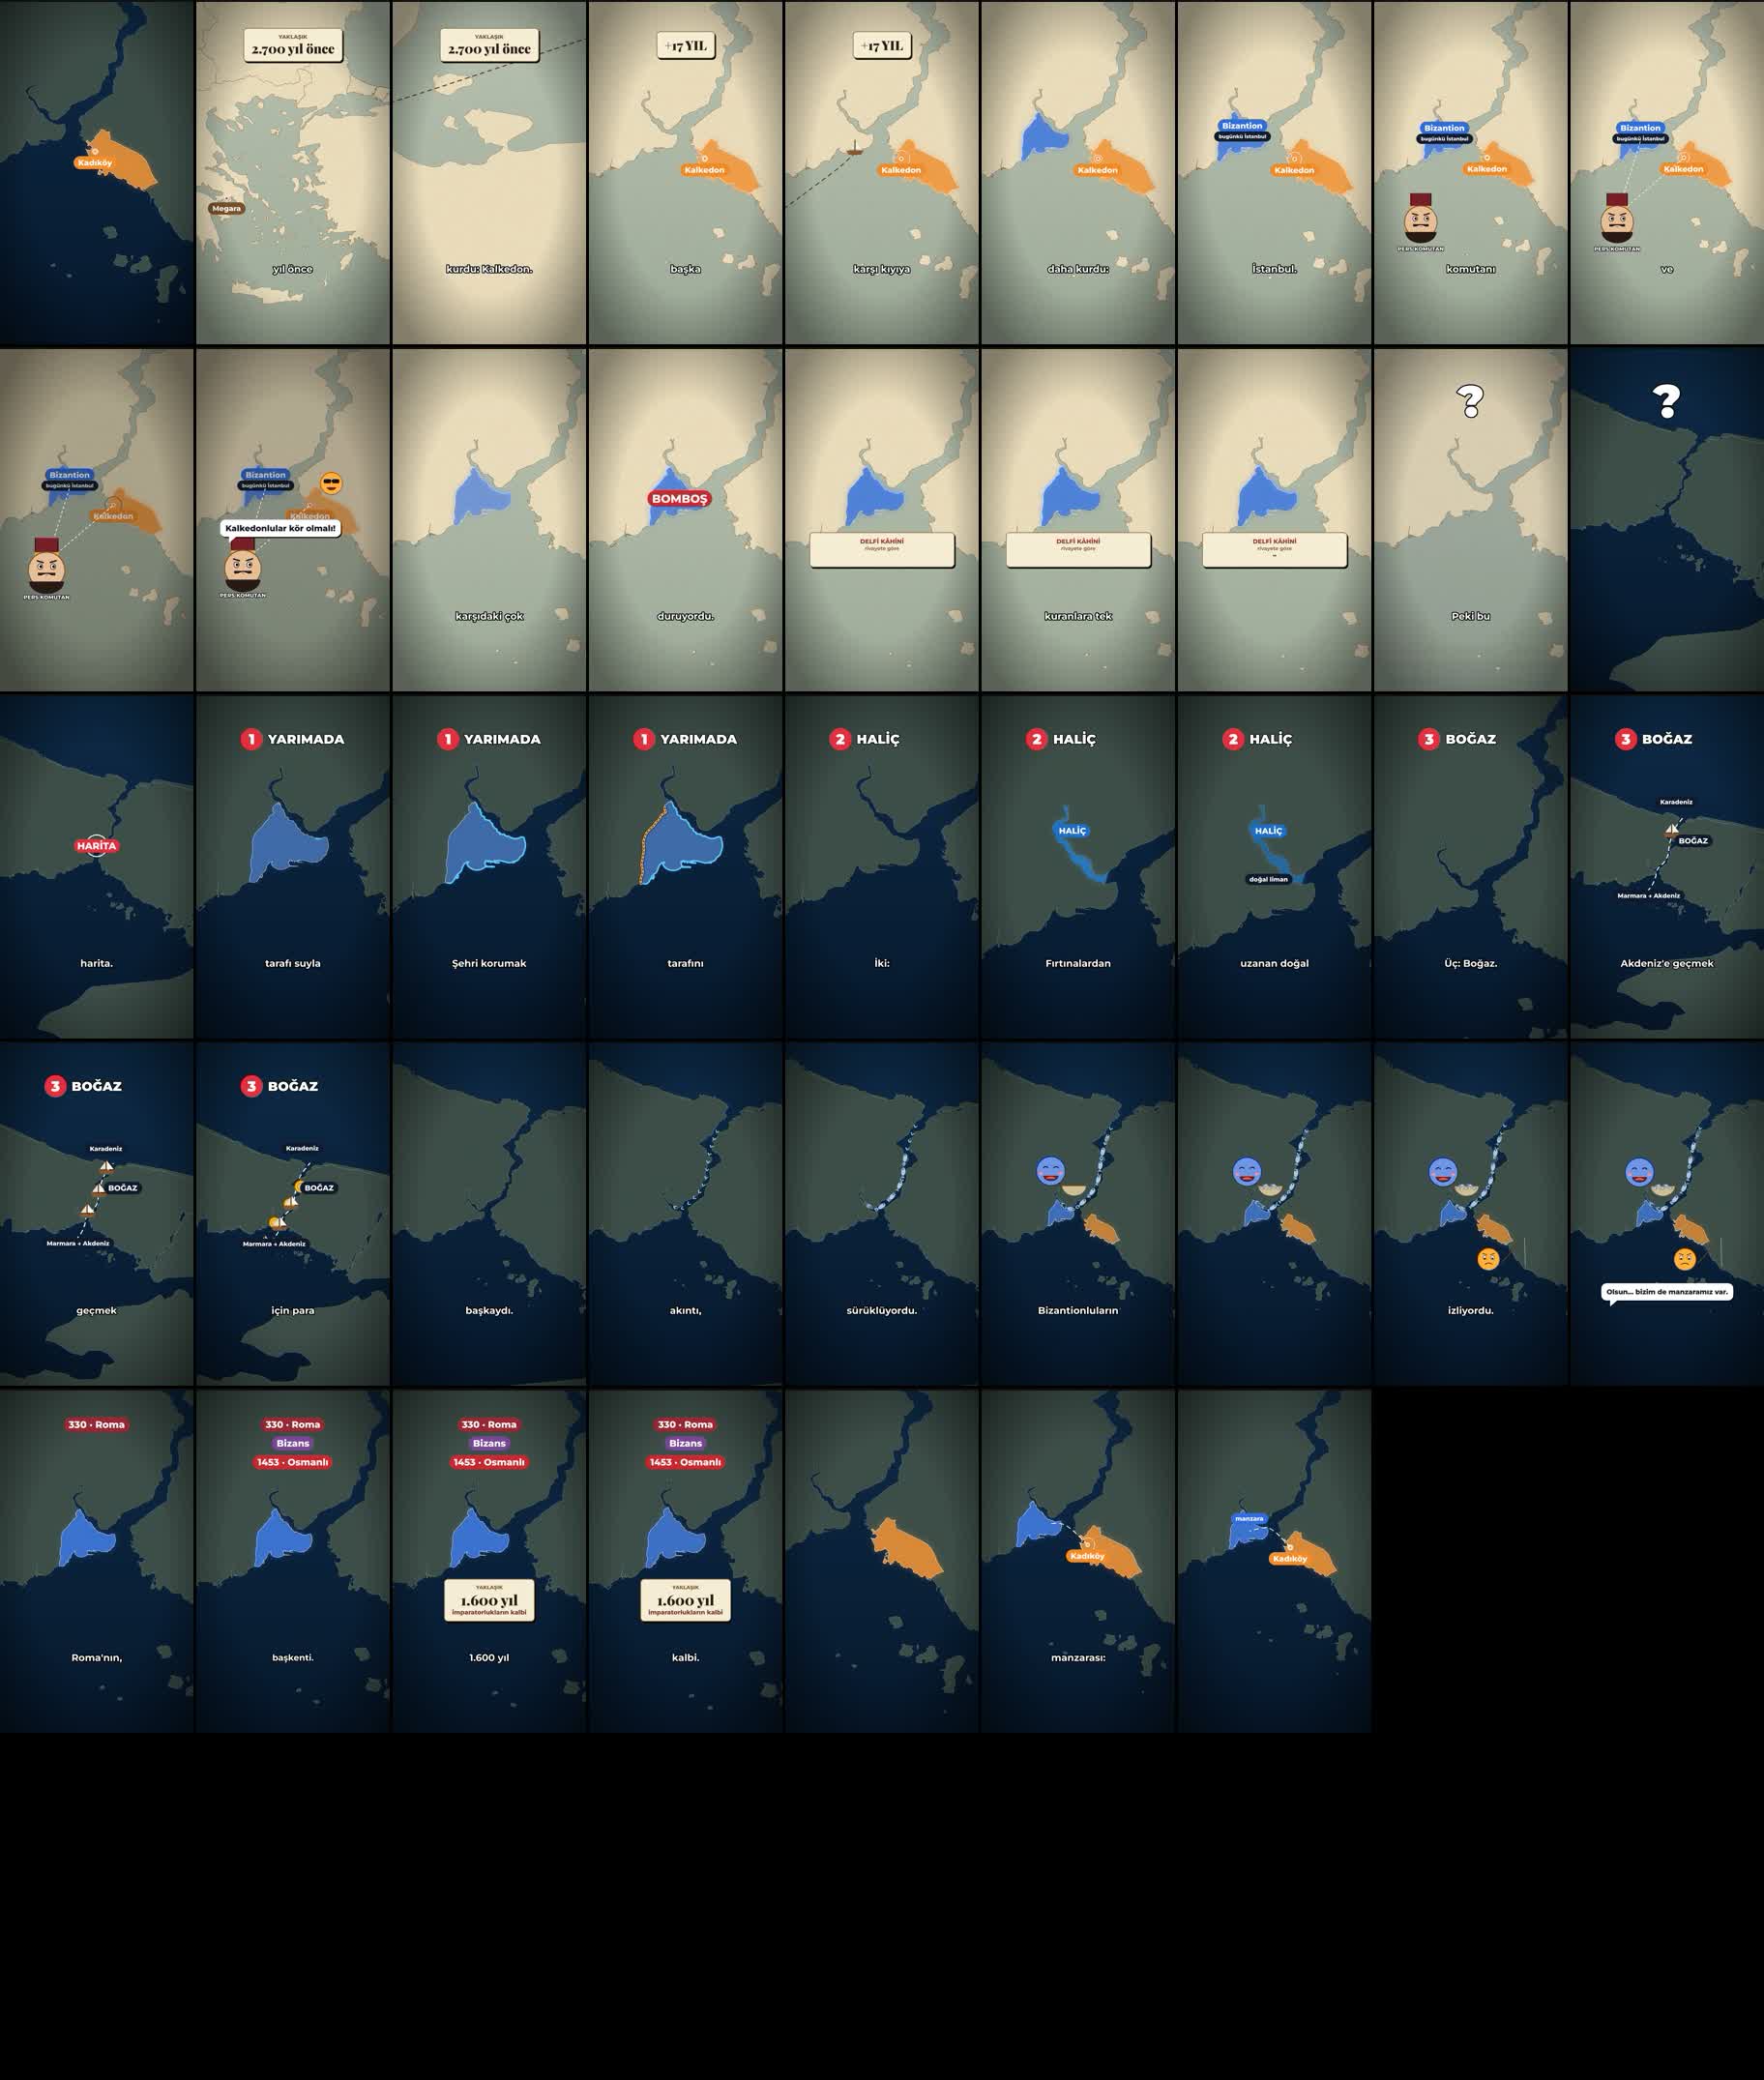 Kadıköy
YAKLAŞIK
2.700 yıl önce
Megara
yıl önce
YAKLAŞIK
2.700 yıl önce
kurdu: Kalkedon.
+17 YIL
Kalkedon
başka
+17 YIL
Kalkedon
karşı kıyıya
Kalkedon
daha kurdu:
Bizantion
bugünkü İstanbul
Kalkedon
İstanbul.
Bizantion
bugünkü İstanbul
Kalkedon
PERS KOMUTAN
komutanı
Bizantion
bugünkü İstanbul
Kalkedon
PERS KOMUTAN
ve
Bizantion
bugünkü İstanbul
Kalkedon
PERS KOMUTAN
Bizantion
bugünkü İstanbul
Kalkedon
Kalkedonlular kör olmalı!
PERS KOMUTAN
karşıdaki çok
BOMBOŞ
duruyordu.
DELFİ KÂHİNİ
rivayete göre
DELFİ KÂHİNİ
rivayete göre
kuranlara tek
DELFİ KÂHİNİ
rivayete göre
?
Peki bu
?
HARİTA
harita.
1 YARIMADA
tarafı suyla
1 YARIMADA
Şehri korumak
1 YARIMADA
tarafını
2 HALİÇ
İki:
2 HALİÇ
HALİÇ
Fırtınalardan
2 HALİÇ
HALİÇ
doğal liman
uzanan doğal
3 BOĞAZ
Üç: Boğaz.
3 BOĞAZ
Karadeniz
BOĞAZ
Marmara + Akdeniz
Akdeniz'e geçmek
3 BOĞAZ
Karadeniz
BOĞAZ
Marmara + Akdeniz
geçmek
3 BOĞAZ
Karadeniz
BOĞAZ
Marmara + Akdeniz
için para
başkaydı.
akıntı,
sürüklüyordu.
Bizantionluların
izliyordu.
Olsun... bizim de manzaramız var.
330 · Roma
Roma'nın,
330 · Roma
Bizans
1453 · Osmanlı
başkenti.
330 · Roma
Bizans
1453 · Osmanlı
YAKLAŞIK
1.600 yıl
imparatorlukların kalbi
1.600 yıl
330 · Roma
Bizans
1453 · Osmanlı
YAKLAŞIK
1.600 yıl
imparatorlukların kalbi
kalbi.
Kadıköy
manzarası:
manzara
Kadıköy